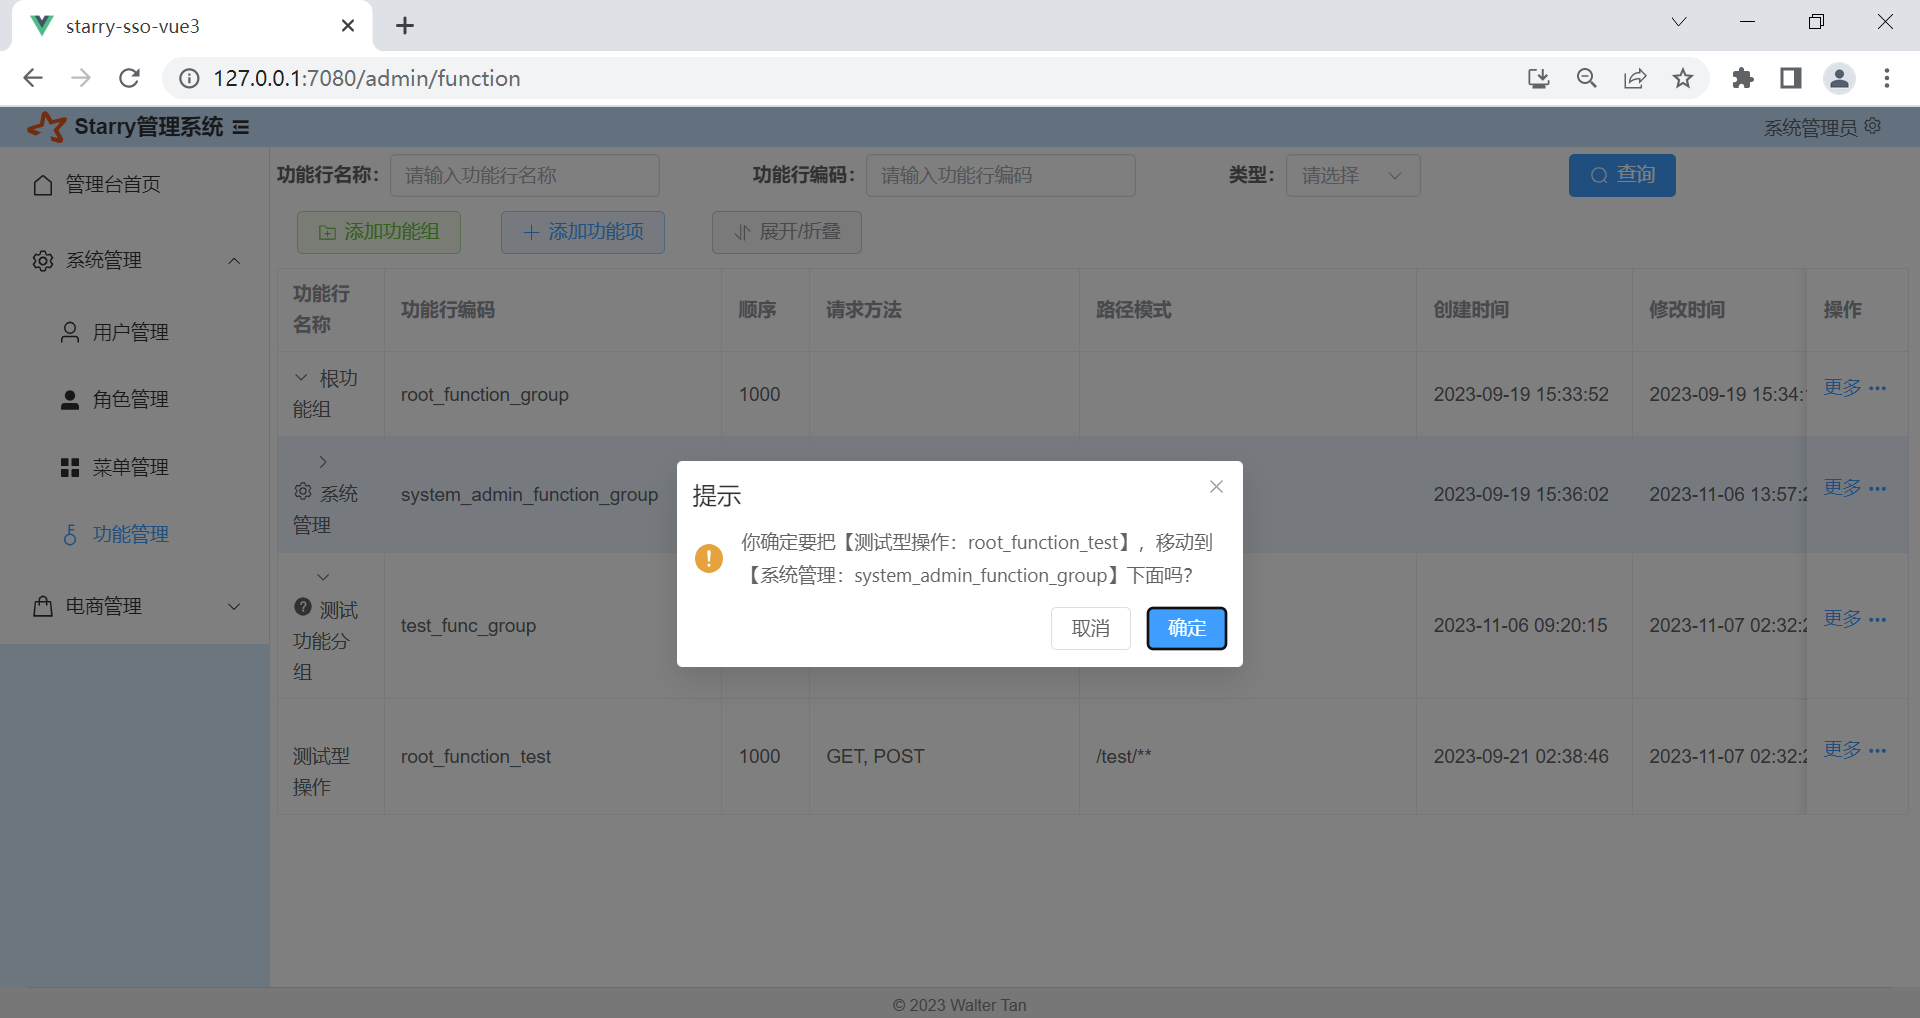 starry-sso-vue3
127.0.0.1:7080/admin/function
Starry管理系统
系统管理员
管理台首页
系统管理
用户管理
角色管理
菜单管理
功能管理
电商管理
功能行名称： 请输入功能行名称 功能行编码： 请输入功能行编码 类型： 请选择 查询
添加功能组 添加功能项 展开/折叠
功能行
名称
功能行编码 顺序 请求方法 路径模式 创建时间 修改时间 操作
根功
能组
root_function_group 1000 2023-09-19 15:33:52 2023-09-19 15:34: 更多
系统
管理
system_admin_function_group 2023-09-19 15:36:02 2023-11-06 13:57:2 更多
测试
功能分
组
test_func_group 2023-11-06 09:20:15 2023-11-07 02:32:2 更多
测试型
操作
root_function_test 1000 GET, POST /test/** 2023-09-21 02:38:46 2023-11-07 02:32:2 更多
提示
你确定要把【测试型操作：root_function_test】，移动到
【系统管理：system_admin_function_group】下面吗？
取消 确定
© 2023 Walter Tan